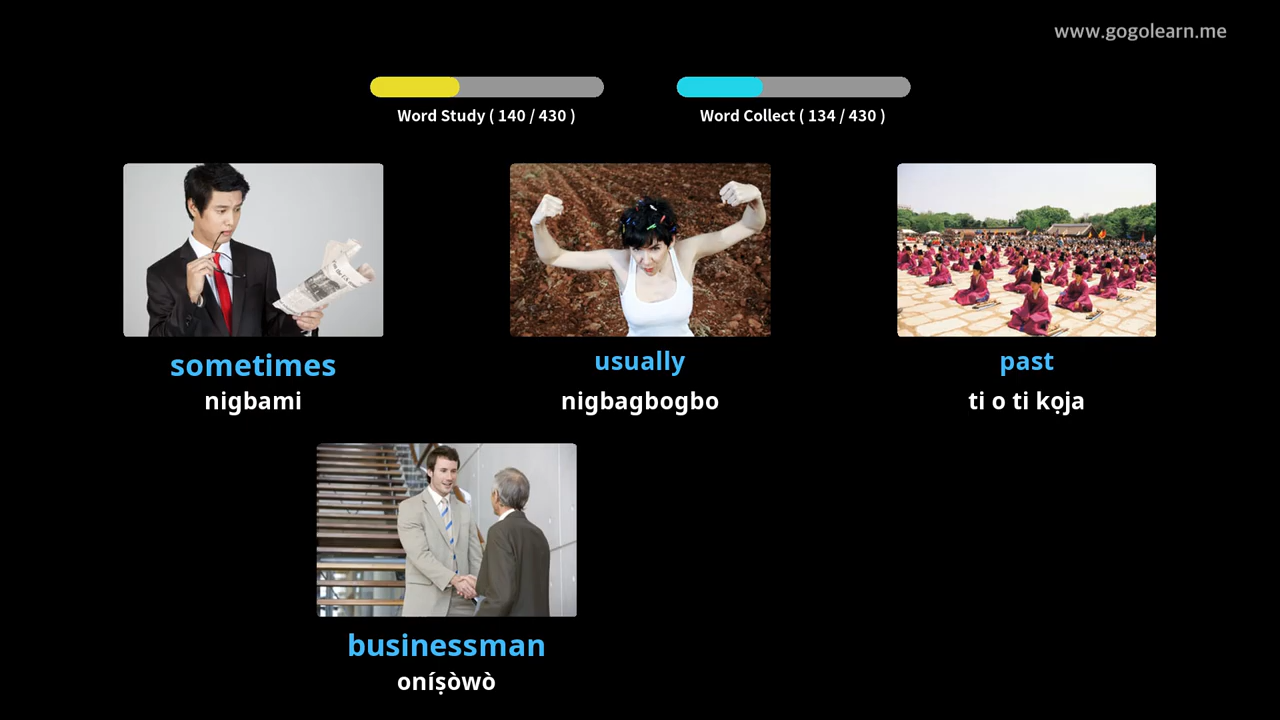 www.gogolearn.me
Word Study ( 140 / 430 )
Word Collect ( 134 / 430 )
sometimes
nigbami
usually
nigbagbogbo
past
ti o ti kọja
businessman
oníṣòwò